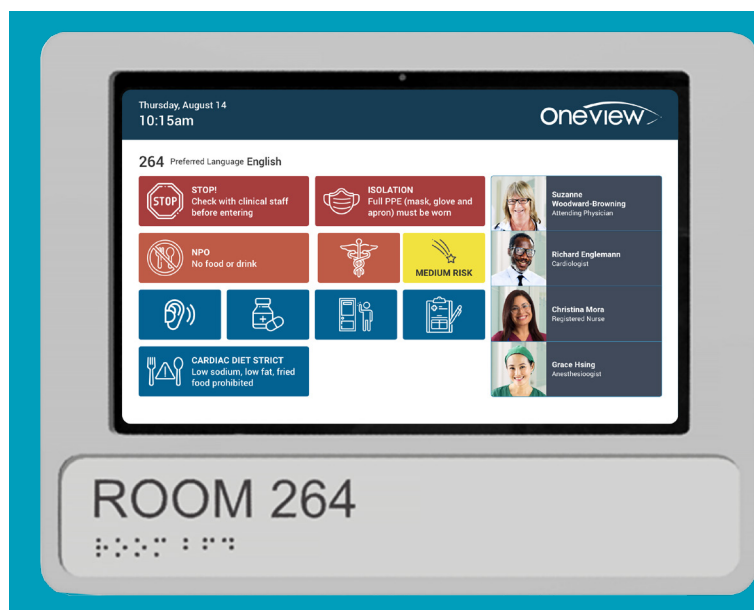 Thursday, August 14
10:15am
Oneview
264 Preferred Language English
STOP
STOP!
Check with clinical staff
before entering
ISOLATION
Full PPE (mask, glove and
apron) must be worn
NPO
No food or drink
MEDIUM RISK
CARDIAC DIET STRICT
Low sodium, low fat, fried
food prohibited
Suzanne
Woodward-Browning
Attending Physician
Richard Englemann
Cardiologist
Christina Mora
Registered Nurse
Grace Hsing
Anesthesioogist
ROOM 264
⠗⠕⠕⠍ ⠃⠋⠙